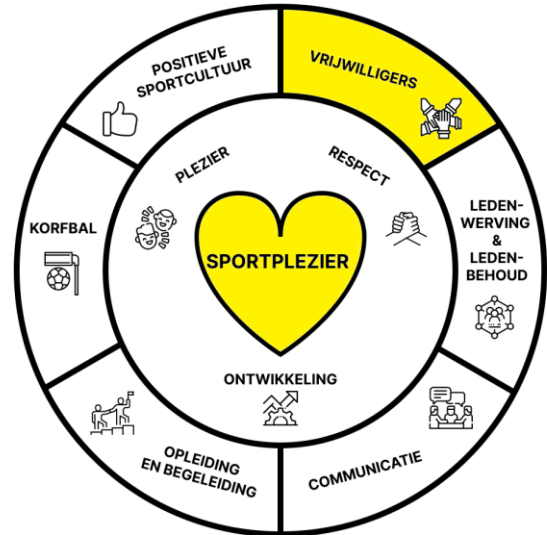 POSITIEVE
SPORTCULTUUR
VRIJWILLIGERS
PLEZIER
RESPECT
KORFBAL
LEDEN-
WERVING
&
LEDEN-
BEHOUD
SPORTPLEZIER
ONTWIKKELING
OPLEIDING
EN BEGELEIDING
COMMUNICATIE